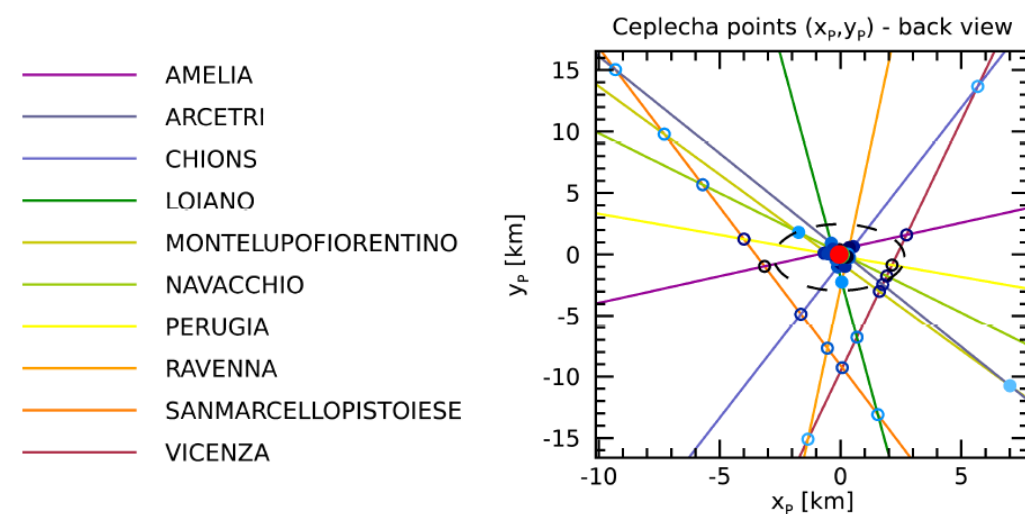 AMELIA
ARCETRI
CHIONS
LOIANO
MONTELUPOFIORENTINO
NAVACCHIO
PERUGIA
RAVENNA
SANMARCELLOPISTOIESE
VICENZA
Ceplecha points (xₚ,yₚ) - back view
15
10
5
0
-5
-10
-15
yₚ [km]
-10 -5 0 5
xₚ [km]